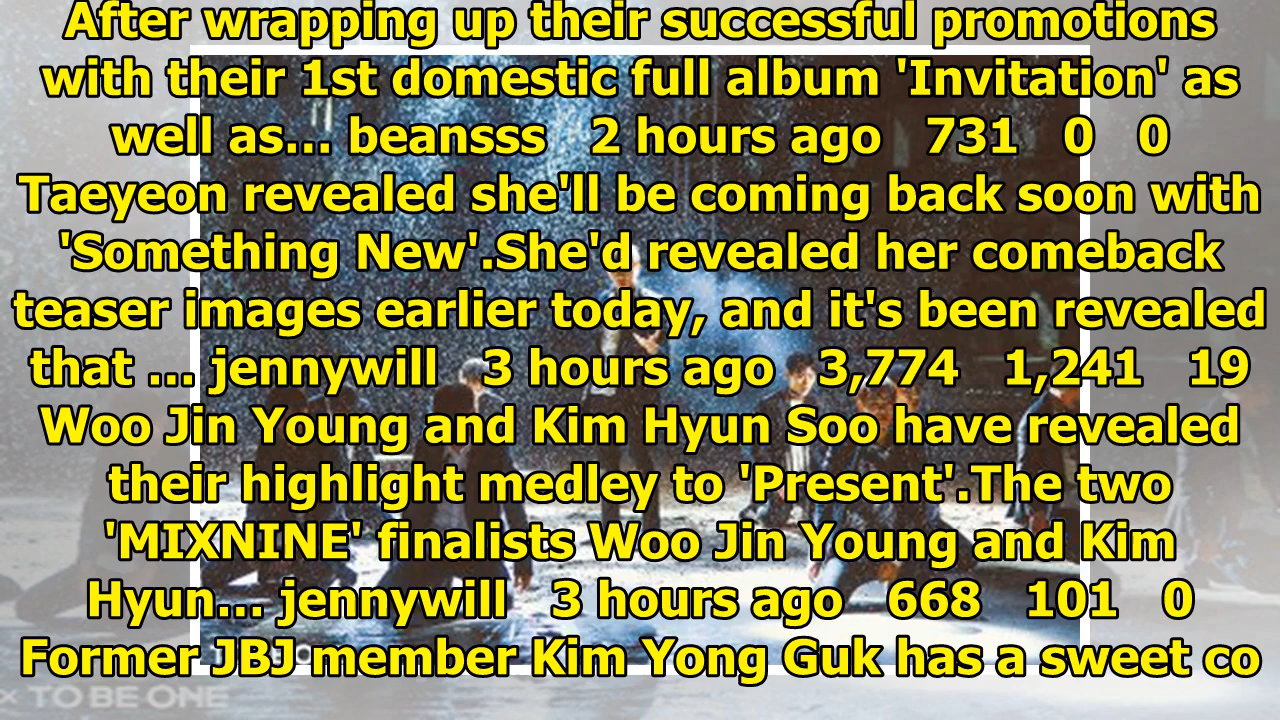 After wrapping up their successful promotions
with their 1st domestic full album 'Invitation' as
well as... beansss 2 hours ago 731 0 0
Taeyeon revealed she'll be coming back soon with
'Something New'.She'd revealed her comeback
teaser images earlier today, and it's been revealed
that ... jennywill 3 hours ago 3,774 1,241 19
Woo Jin Young and Kim Hyun Soo have revealed
their highlight medley to 'Present'.The two
'MIXNINE' finalists Woo Jin Young and Kim
Hyun... jennywill 3 hours ago 668 101 0
Former JBJ member Kim Yong Guk has a sweet co
× TO BE ONE